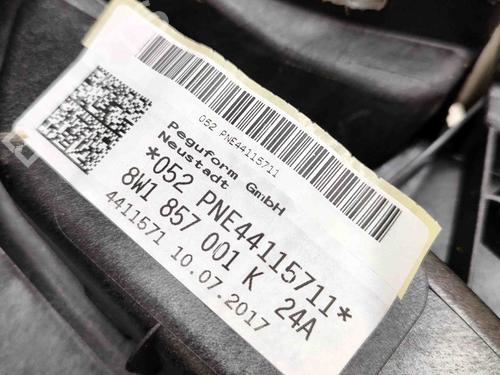 052 PNE44115711
Peguform GmbH
Neustadt
*052 PNE44115711*
8W1 857 001 K 24A
4411571 10.07.2017